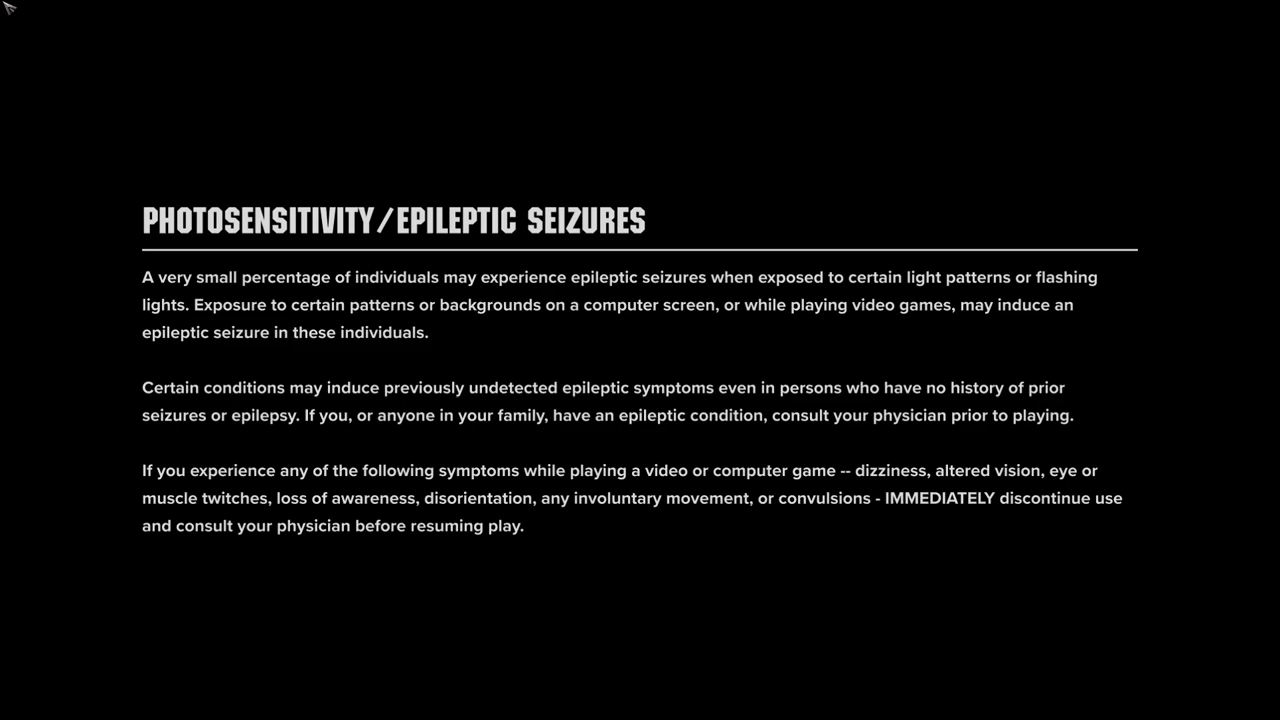 PHOTOSENSITIVITY/EPILEPTIC SEIZURES
A very small percentage of individuals may experience epileptic seizures when exposed to certain light patterns or flashing
lights. Exposure to certain patterns or backgrounds on a computer screen, or while playing video games, may induce an
epileptic seizure in these individuals.
Certain conditions may induce previously undetected epileptic symptoms even in persons who have no history of prior
seizures or epilepsy. If you, or anyone in your family, have an epileptic condition, consult your physician prior to playing.
If you experience any of the following symptoms while playing a video or computer game -- dizziness, altered vision, eye or
muscle twitches, loss of awareness, disorientation, any involuntary movement, or convulsions - IMMEDIATELY discontinue use
and consult your physician before resuming play.